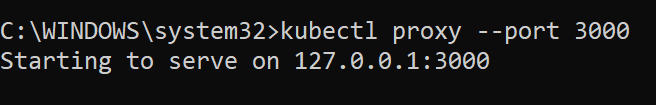 C:\WINDOWS\system32>kubectl proxy --port 3000
Starting to serve on 127.0.0.1:3000